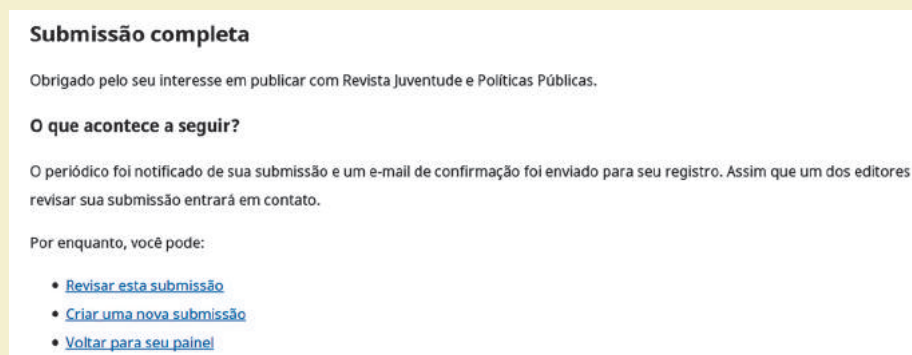 Submissão completa
Obrigado pelo seu interesse em publicar com Revista Juventude e Políticas Públicas.
O que acontece a seguir?
O periódico foi notificado de sua submissão e um e-mail de confirmação foi enviado para seu registro. Assim que um dos editores
revisar sua submissão entrará em contato.
Por enquanto, você pode:
• Revisar esta submissão
• Criar uma nova submissão
• Voltar para seu painel